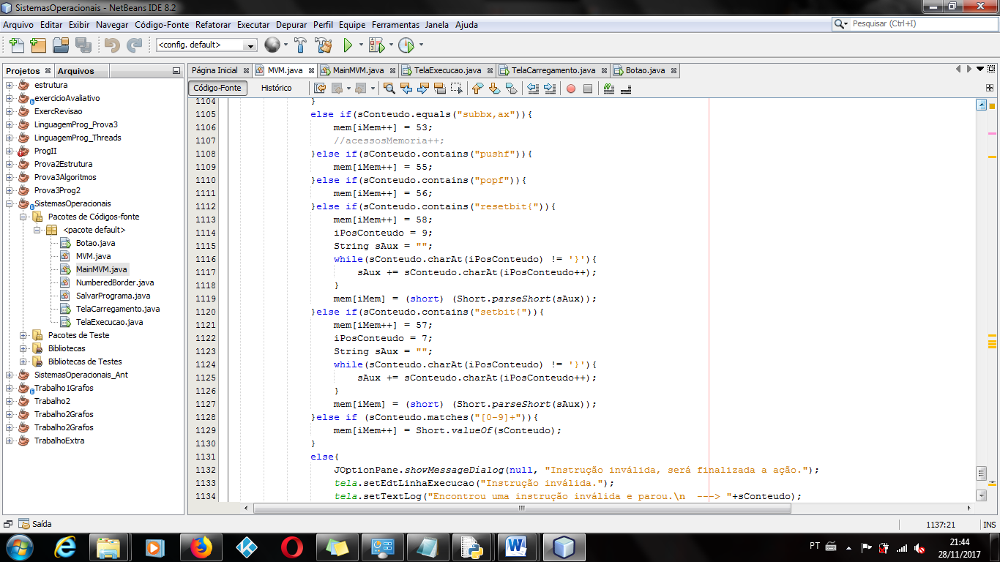 SistemasOperacionais - NetBeans IDE 8.2
Arquivo Editar Exibir Navegar Código-Fonte Refatorar Executar Depurar Perfil Equipe Ferramentas Janela Ajuda
Pesquisar (Ctrl+I)
<config. default>
Projetos Arquivos
Página Inicial MVM.java MainMVM.java TelaExecucao.java TelaCarregamento.java Botao.java
Código-Fonte Histórico
estrutura
exercicioAvaliativo
ExercRevisao
LinguagemProg_Prova3
LinguagemProg_Threads
ProgII
Prova2Estrutura
Prova3Algoritmos
Prova3Prog2
SistemasOperacionais
Pacotes de Códigos-fonte
<pacote default>
Botao.java
MVM.java
MainMVM.java
NumberedBorder.java
SalvarPrograma.java
TelaCarregamento.java
TelaExecucao.java
Pacotes de Teste
Bibliotecas
Bibliotecas de Testes
SistemasOperacionais_Ant
Trabalho1Grafos
Trabalho2
Trabalho2Grafos
Trabalho2Grafos
TrabalhoExtra
1104 }
1105 else if(sConteudo.equals("subbx,ax")){
1106 mem[iMem++] = 53;
1107 //acessosMemoria++;
1108 }else if(sConteudo.contains("pushf")){
1109 mem[iMem++] = 55;
1110 }else if(sConteudo.contains("popf")){
1111 mem[iMem++] = 56;
1112 }else if(sConteudo.contains("resetbit{")){
1113 mem[iMem++] = 58;
1114 iPosConteudo = 9;
1115 String sAux = "";
1116 while(sConteudo.charAt(iPosConteudo) != '}'){
1117 sAux += sConteudo.charAt(iPosConteudo++);
1118 }
1119 mem[iMem] = (short) (Short.parseShort(sAux));
1120 }else if(sConteudo.contains("setbit{")){
1121 mem[iMem++] = 57;
1122 iPosConteudo = 7;
1123 String sAux = "";
1124 while(sConteudo.charAt(iPosConteudo) != '}'){
1125 sAux += sConteudo.charAt(iPosConteudo++);
1126 }
1127 mem[iMem] = (short) (Short.parseShort(sAux));
1128 }else if (sConteudo.matches("[0-9]+")){
1129 mem[iMem++] = Short.valueOf(sConteudo);
1130 }
1131 else{
1132 JOptionPane.showMessageDialog(null, "Instrução inválida, será finalizada a ação.");
1133 tela.setEdtLinhaExecucao("Instrução inválida.");
1134 tela.setTextLog("Encontrou uma instrução inválida e parou.\n ---> "+sConteudo);
Saída
1137:21 INS
PT
21:44
28/11/2017